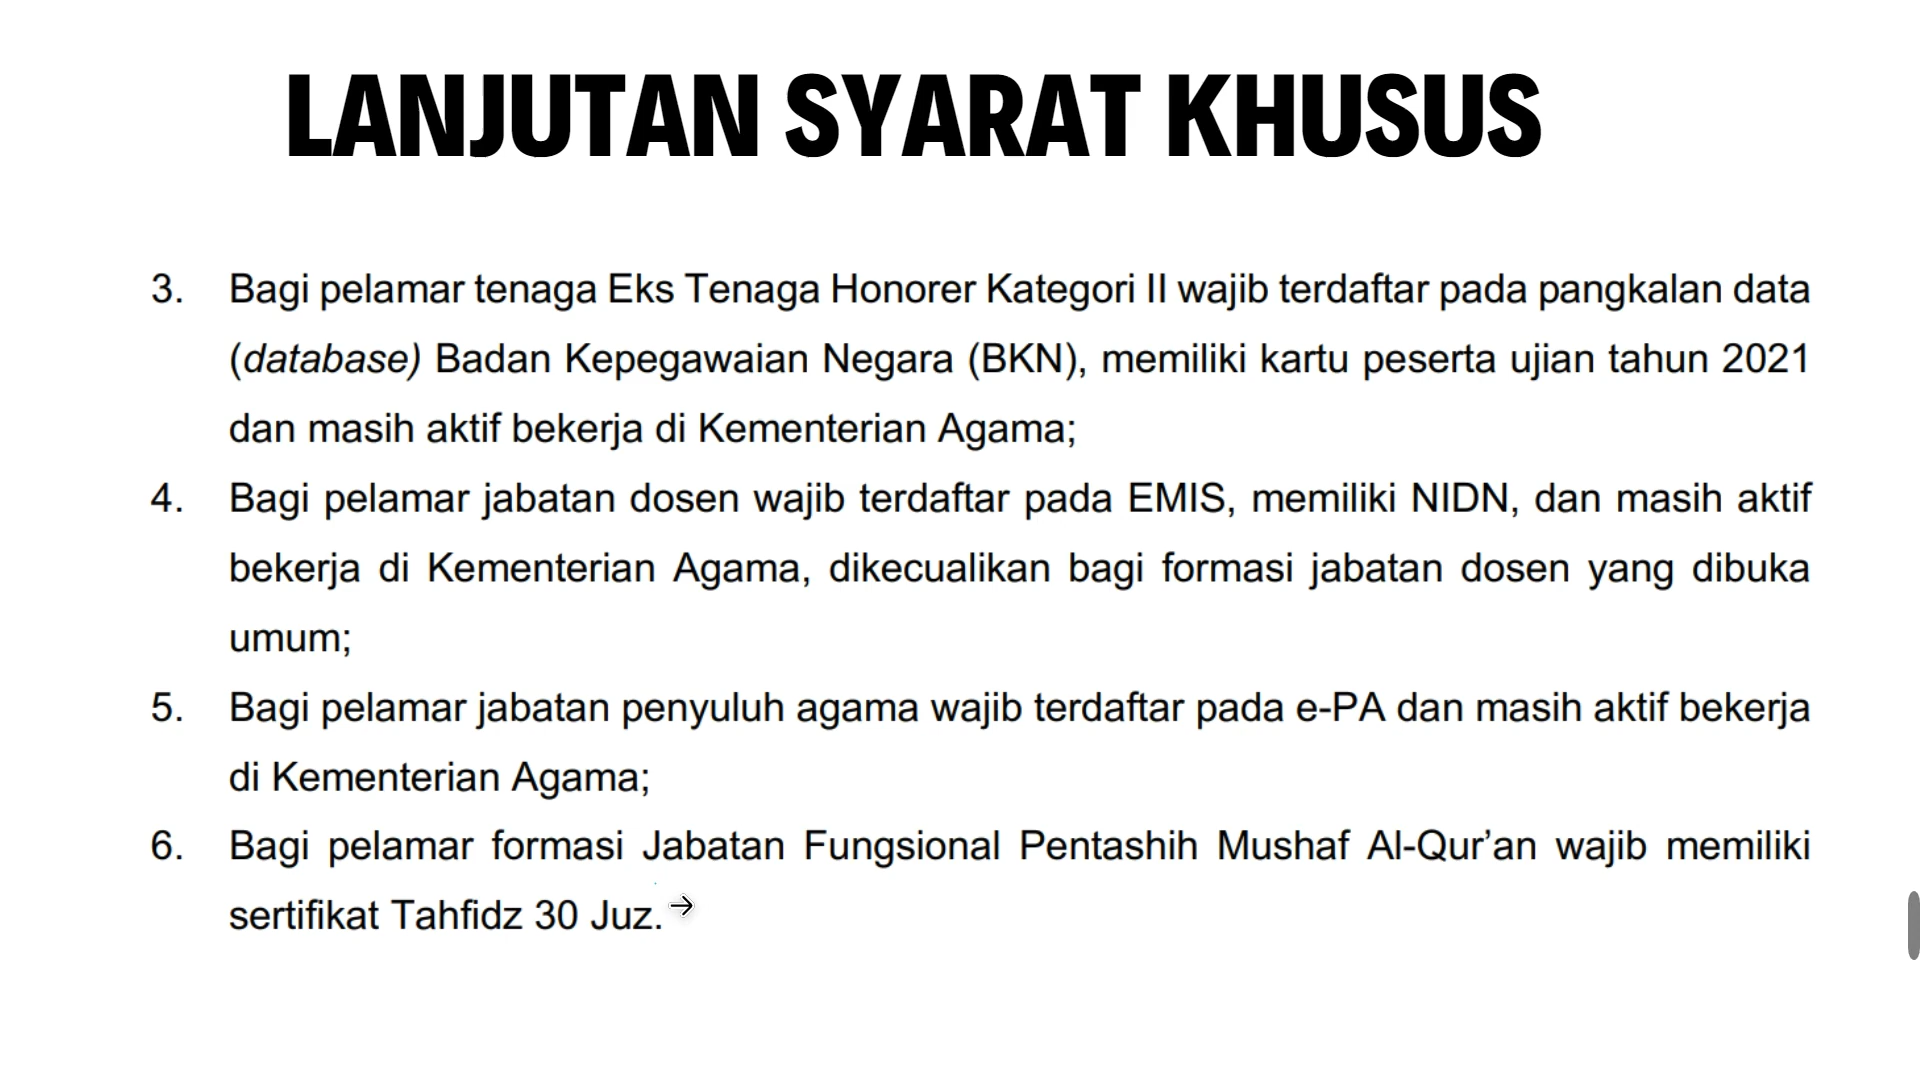 LANJUTAN SYARAT KHUSUS
3. Bagi pelamar tenaga Eks Tenaga Honorer Kategori II wajib terdaftar pada pangkalan data
(database) Badan Kepegawaian Negara (BKN), memiliki kartu peserta ujian tahun 2021
dan masih aktif bekerja di Kementerian Agama;
4. Bagi pelamar jabatan dosen wajib terdaftar pada EMIS, memiliki NIDN, dan masih aktif
bekerja di Kementerian Agama, dikecualikan bagi formasi jabatan dosen yang dibuka
umum;
5. Bagi pelamar jabatan penyuluh agama wajib terdaftar pada e-PA dan masih aktif bekerja
di Kementerian Agama;
6. Bagi pelamar formasi Jabatan Fungsional Pentashih Mushaf Al-Qur’an wajib memiliki
sertifikat Tahfidz 30 Juz.